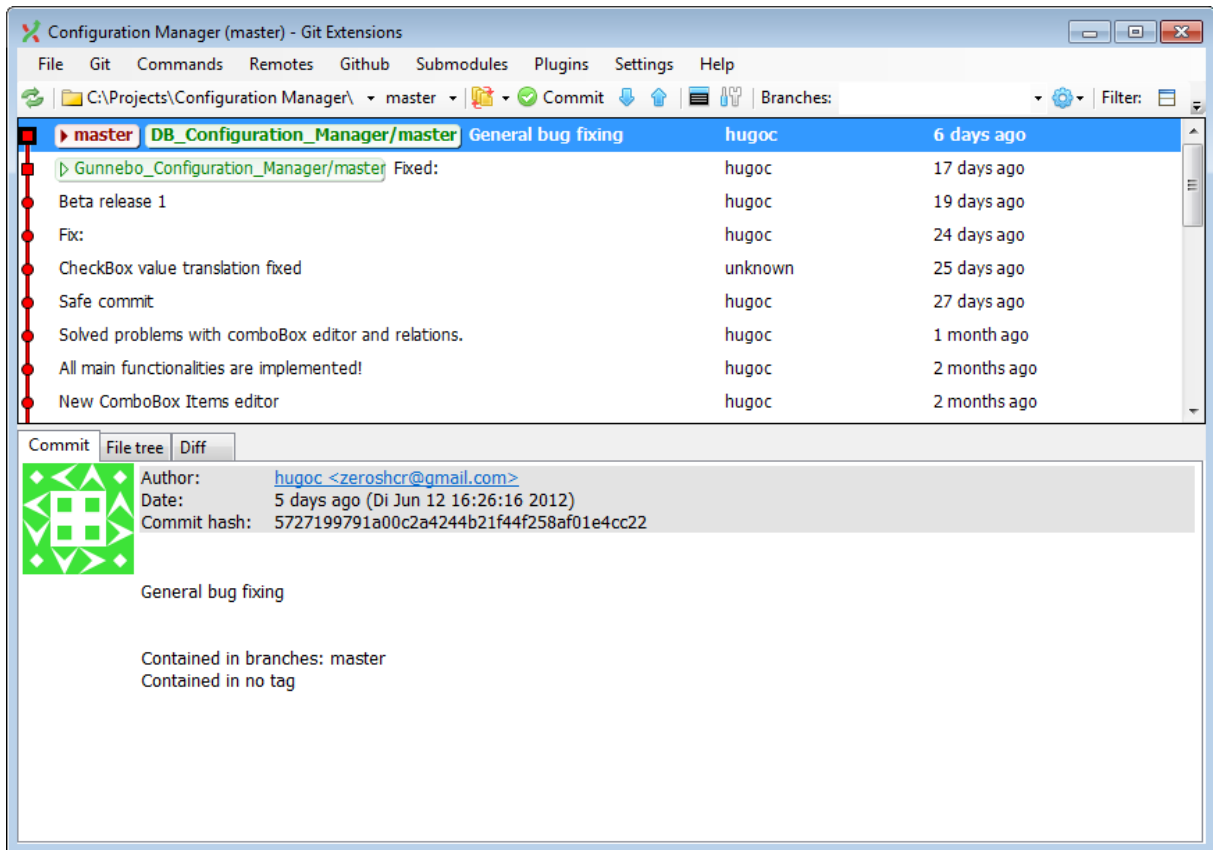 Configuration Manager (master) - Git Extensions
File Git Commands Remotes Github Submodules Plugins Settings Help
C:\Projects\Configuration Manager\ master Commit Branches: Filter:
master DB_Configuration_Manager/master General bug fixing hugoc 6 days ago
Gunnebo_Configuration_Manager/master Fixed: hugoc 17 days ago
Beta release 1 hugoc 19 days ago
Fix: hugoc 24 days ago
CheckBox value translation fixed unknown 25 days ago
Safe commit hugoc 27 days ago
Solved problems with comboBox editor and relations. hugoc 1 month ago
All main functionalities are implemented! hugoc 2 months ago
New ComboBox Items editor hugoc 2 months ago
Commit File tree Diff
Author: hugoc <zeroshcr@gmail.com>
Date: 5 days ago (Di Jun 12 16:26:16 2012)
Commit hash: 5727199791a00c2a4244b21f44f258af01e4cc22
General bug fixing
Contained in branches: master
Contained in no tag